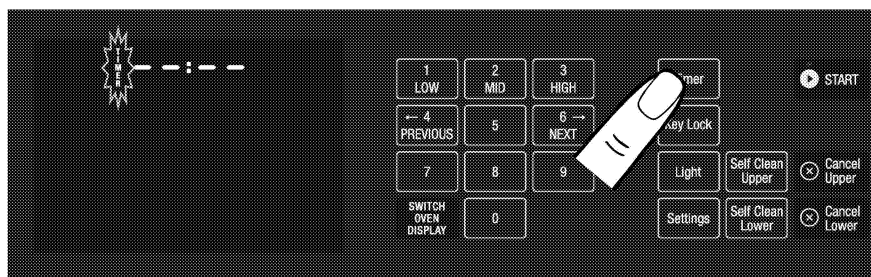 TIMER
--:--
1
LOW
2
MID
3
HIGH
imer
START
← 4
PREVIOUS
5
6 →
NEXT
Key Lock
7
8
9
Light
Self Clean
Upper
Cancel
Upper
SWITCH
OVEN
DISPLAY
0
Settings
Self Clean
Lower
Cancel
Lower